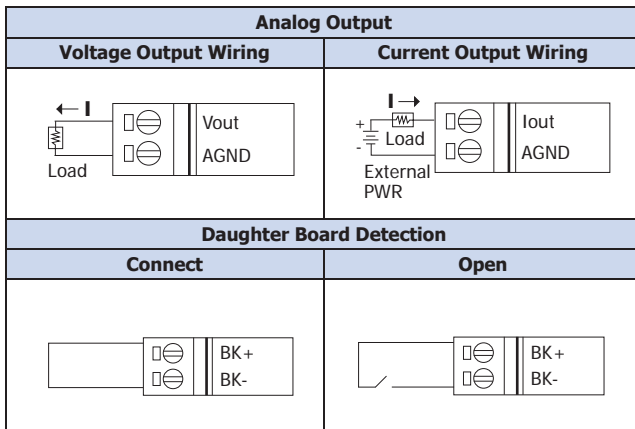 Analog Output
Voltage Output Wiring
Current Output Wiring
← I
Vout
AGND
Load
I →
+
-
Load
External
PWR
Iout
AGND
Daughter Board Detection
Connect
Open
BK+
BK-
BK+
BK-